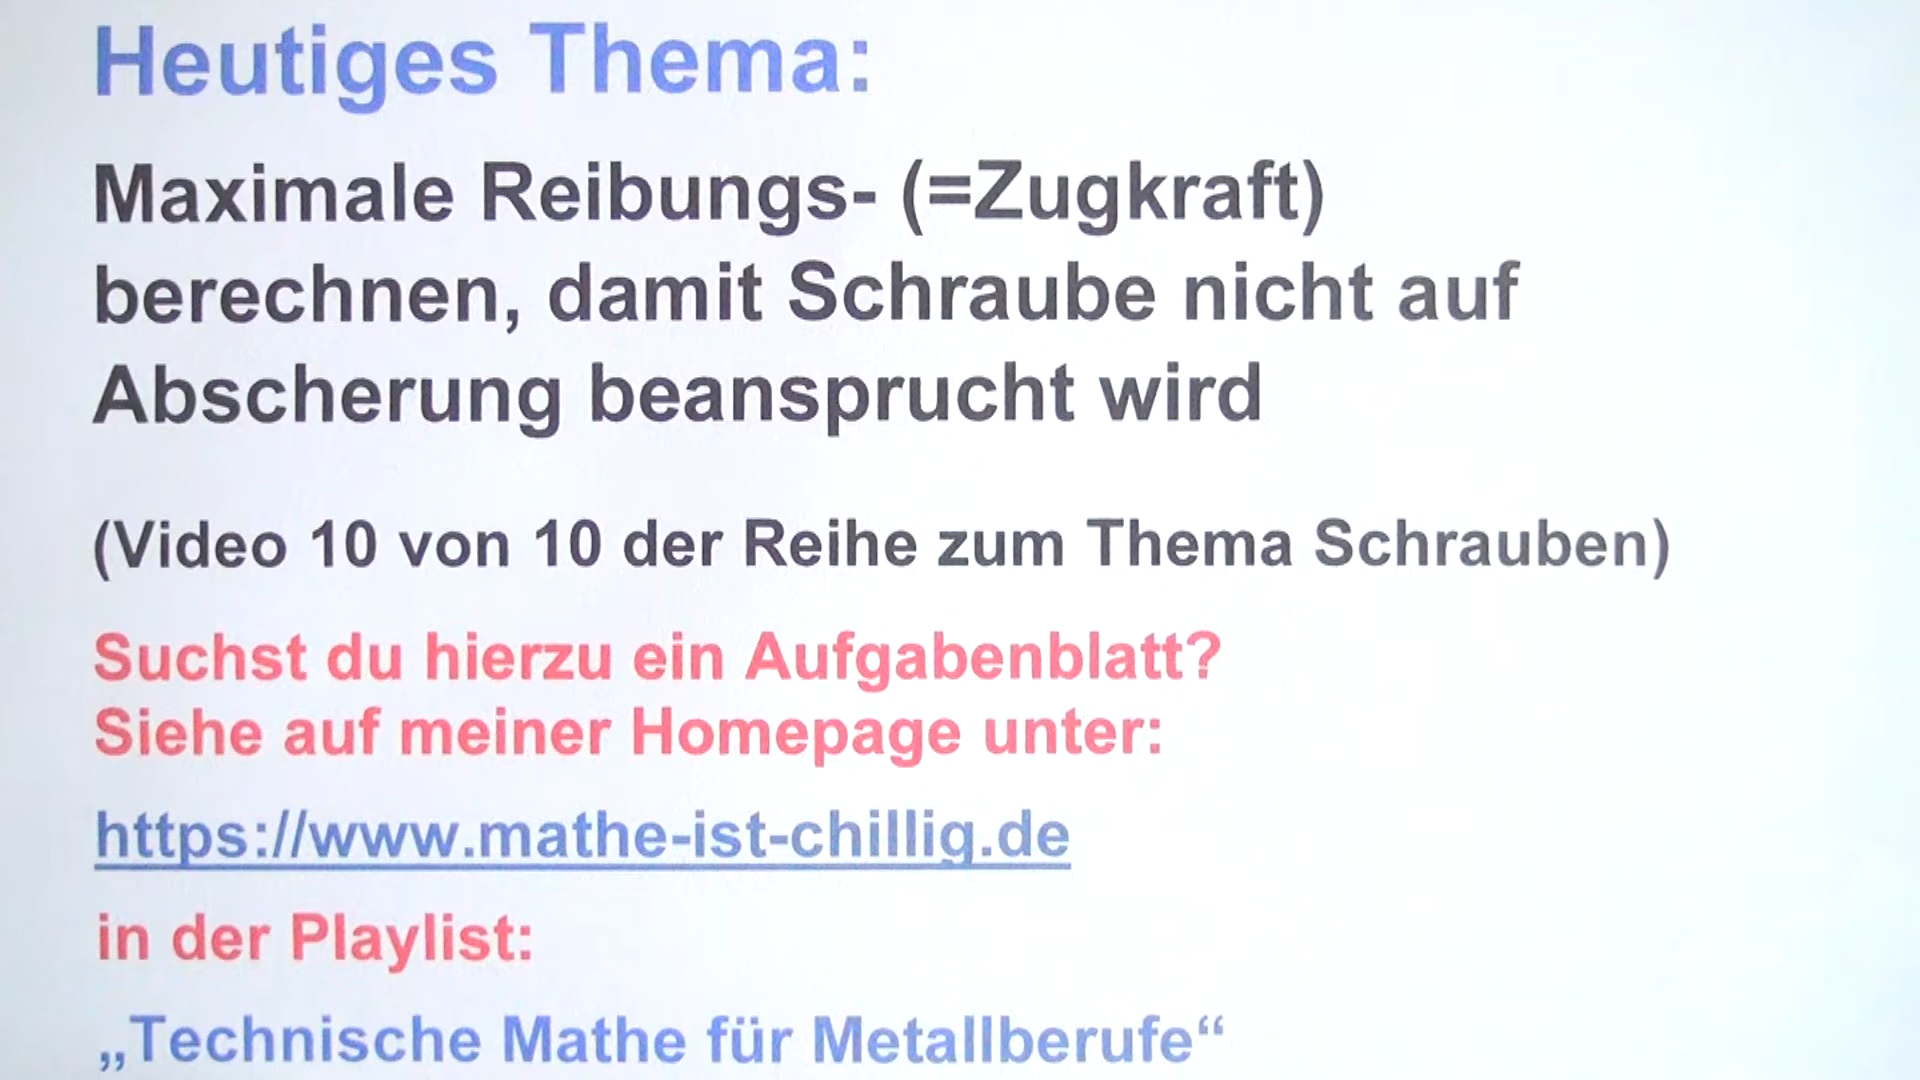 Heutiges Thema:
Maximale Reibungs- (=Zugkraft)
berechnen, damit Schraube nicht auf
Abscherung beansprucht wird
(Video 10 von 10 der Reihe zum Thema Schrauben)
Suchst du hierzu ein Aufgabenblatt?
Siehe auf meiner Homepage unter:
https://www.mathe-ist-chillig.de
in der Playlist:
„Technische Mathe für Metallberufe“